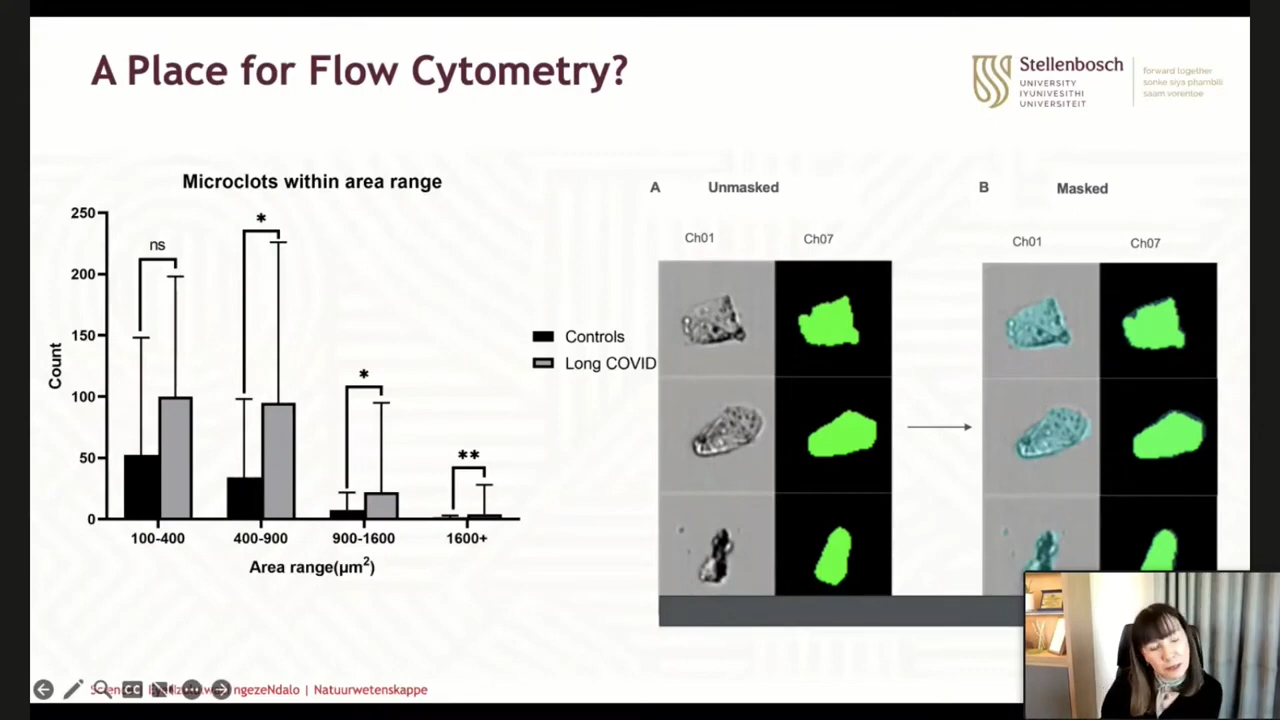 A Place for Flow Cytometry?
Stellenbosch
UNIVERSITY
IYUNIVESITHI
UNIVERSITEIT
forward together
sonke siya phambili
saam vorentoe
Microclots within area range
250
200
150
100
50
0
Count
ns
*
*
**
100-400
400-900
900-1600
1600+
Area range(µm²)
Controls
Long COVID
A Unmasked
Ch01 Ch07
B Masked
Ch01 Ch07
CC
ngezeNdalo | Natuurwetenskappe